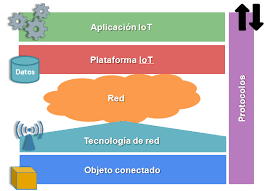 Aplicación IoT
Plataforma IoT
Datos
Red
Tecnología de red
Objeto conectado
Protocolos